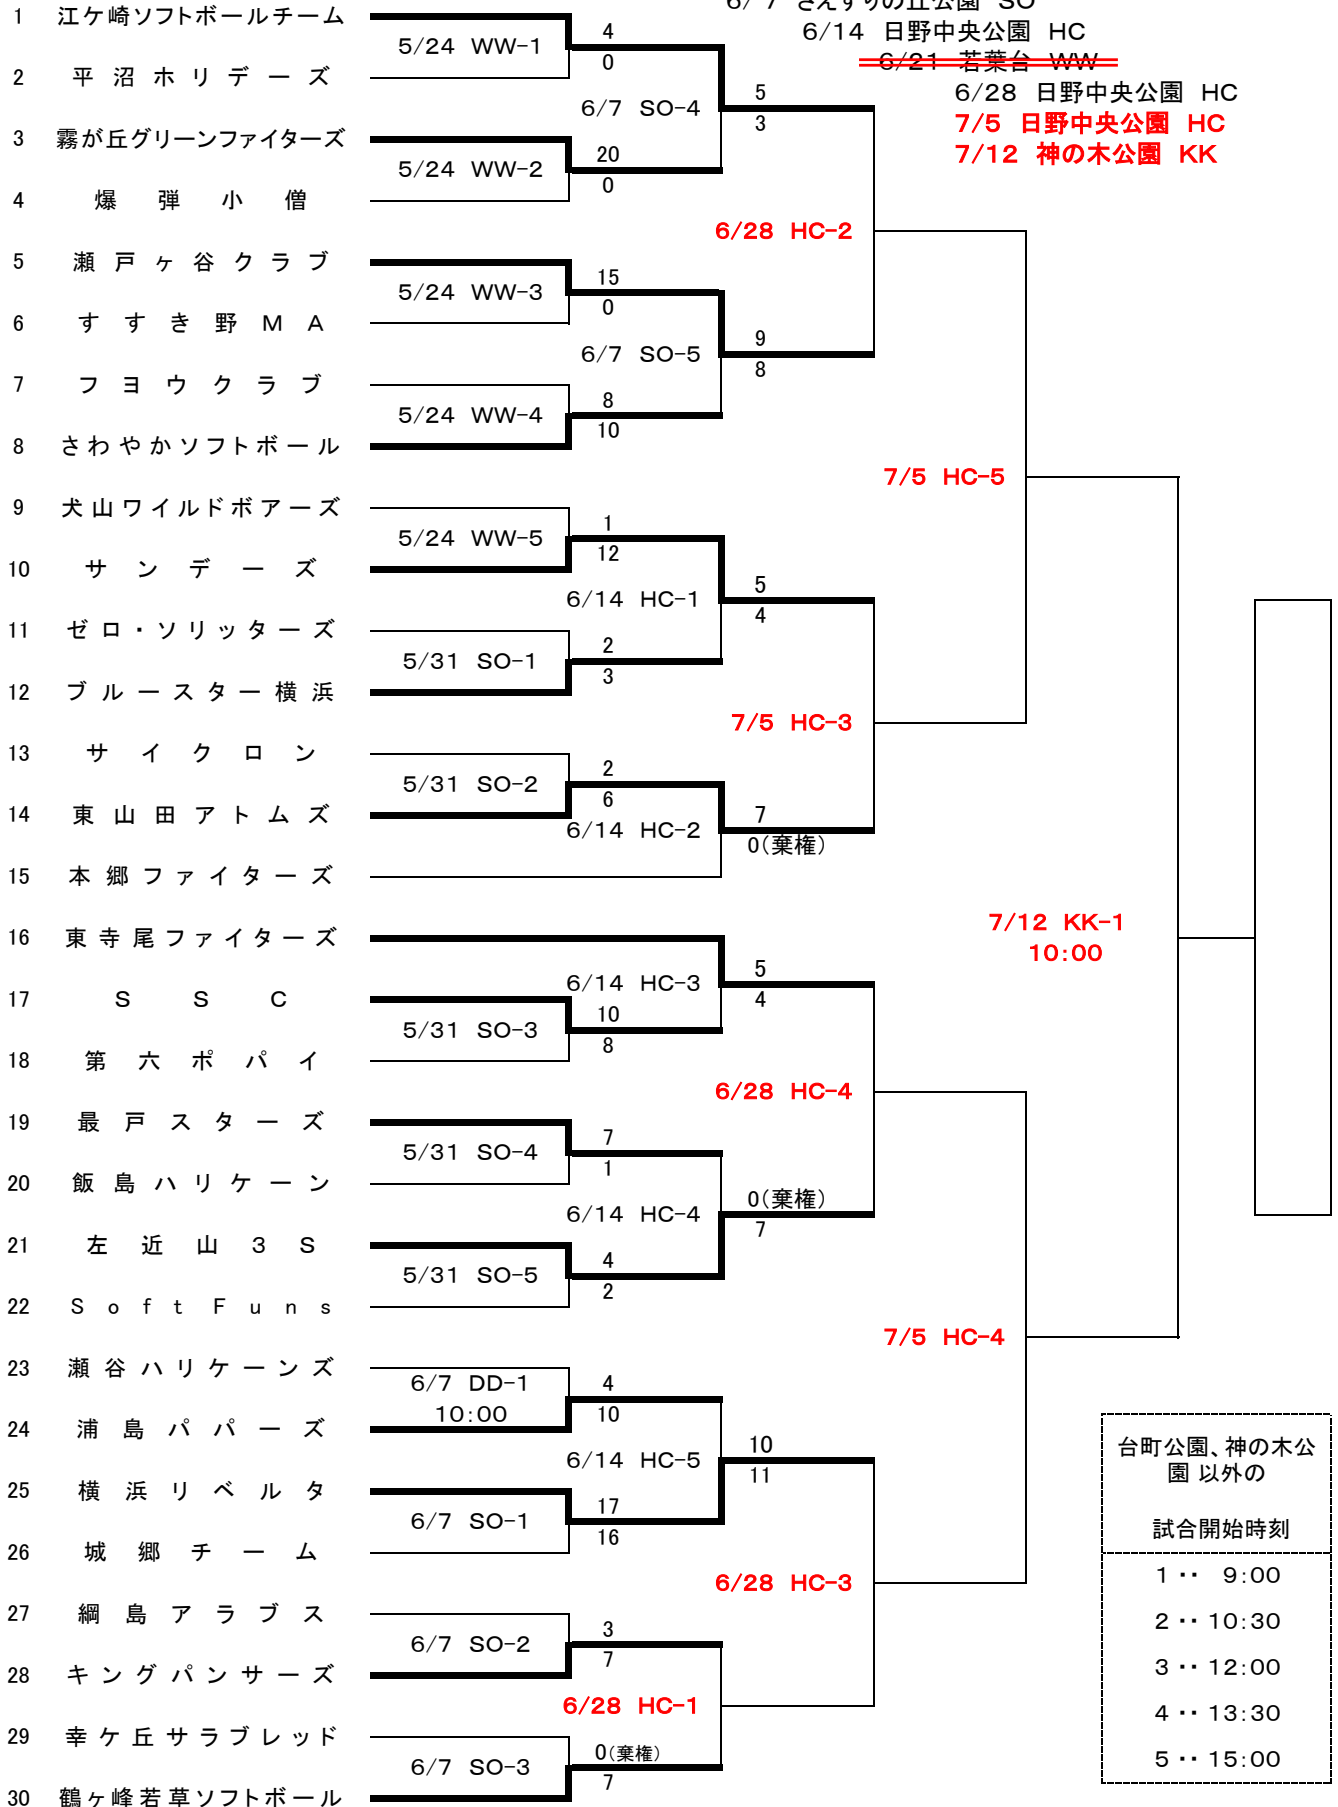 6/ 7 さえずりの丘公園 SO
6/14 日野中央公園 HC
6/21 若葉台 WW
6/28 日野中央公園 HC
7/5 日野中央公園 HC
7/12 神の木公園 KK
1 江ケ崎ソフトボールチーム
5/24 WW-1
4
0
2 平沼ホリデーズ
6/7 SO-4
5
3
3 霧が丘グリーンファイターズ
5/24 WW-2
20
0
4 爆弾小僧
6/28 HC-2
5 瀬戸ヶ谷クラブ
5/24 WW-3
15
0
6 すすき野MA
6/7 SO-5
9
8
7 フヨウクラブ
5/24 WW-4
8
10
8 さわやかソフトボール
7/5 HC-5
9 犬山ワイルドボアーズ
5/24 WW-5
1
12
10 サンデーズ
6/14 HC-1
5
4
11 ゼロ・ソリッターズ
5/31 SO-1
2
3
12 ブルースター横浜
7/5 HC-3
13 サイクロン
5/31 SO-2
2
6
14 東山田アトムズ
6/14 HC-2
7
0(棄権)
15 本郷ファイターズ
7/12 KK-1
10:00
16 東寺尾ファイターズ
6/14 HC-3
5
4
17 SSC
5/31 SO-3
10
8
18 第六ポパイ
6/28 HC-4
19 最戸スターズ
5/31 SO-4
7
1
20 飯島ハリケーン
6/14 HC-4
0(棄権)
7
21 左近山3S
5/31 SO-5
4
2
22 Soft Funs
7/5 HC-4
23 瀬谷ハリケーンズ
6/7 DD-1
10:00
4
10
24 浦島パパーズ
6/14 HC-5
10
11
25 横浜リベルタ
6/7 SO-1
17
16
26 城郷チーム
6/28 HC-3
27 綱島アラブス
6/7 SO-2
3
7
28 キングパンサーズ
6/28 HC-1
29 幸ケ丘サラブレッド
6/7 SO-3
0(棄権)
7
30 鶴ヶ峰若草ソフトボール
台町公園、神の木公
園 以外の
試合開始時刻
1 ‥ 9:00
2 ‥ 10:30
3 ‥ 12:00
4 ‥ 13:30
5 ‥ 15:00